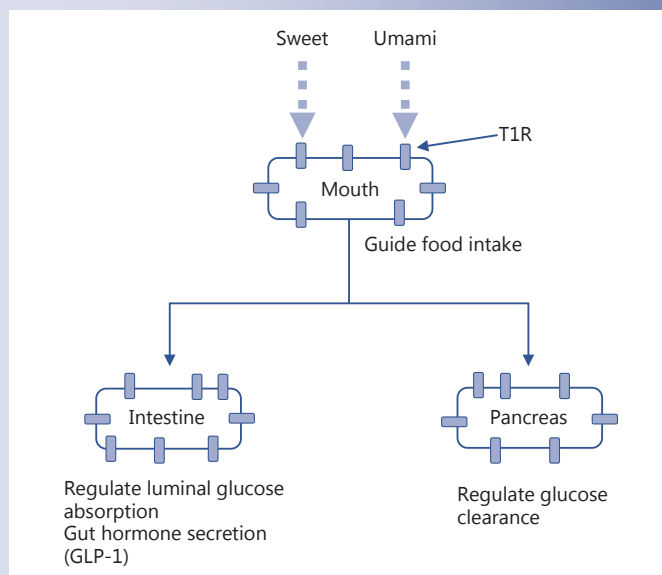 Sweet
Umami
T1R
Mouth
Guide food intake
Intestine
Pancreas
Regulate luminal glucose
absorption
Gut hormone secretion
(GLP-1)
Regulate glucose
clearance